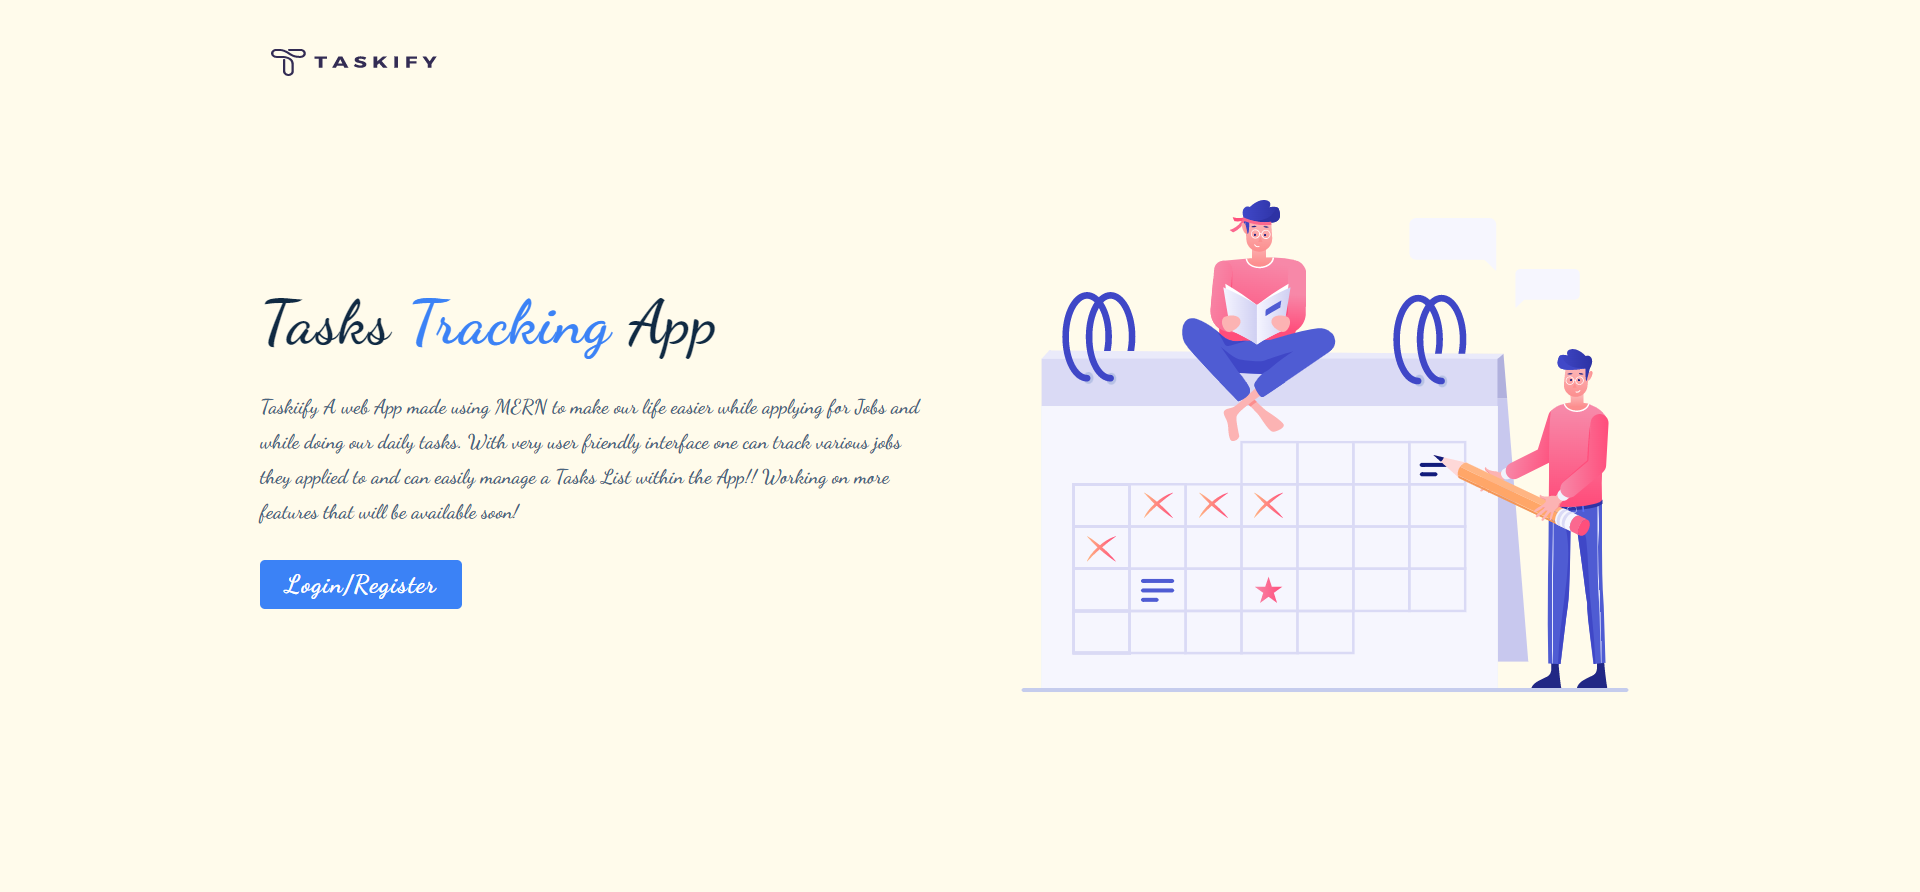 TASKIFY
Tasks Tracking App
Taskiify A web App made using MERN to make our life easier while applying for Jobs and
while doing our daily tasks. With very user friendly interface one can track various jobs
they applied to and can easily manage a Tasks List within the App!! Working on more
features that will be available soon!
Login/Register